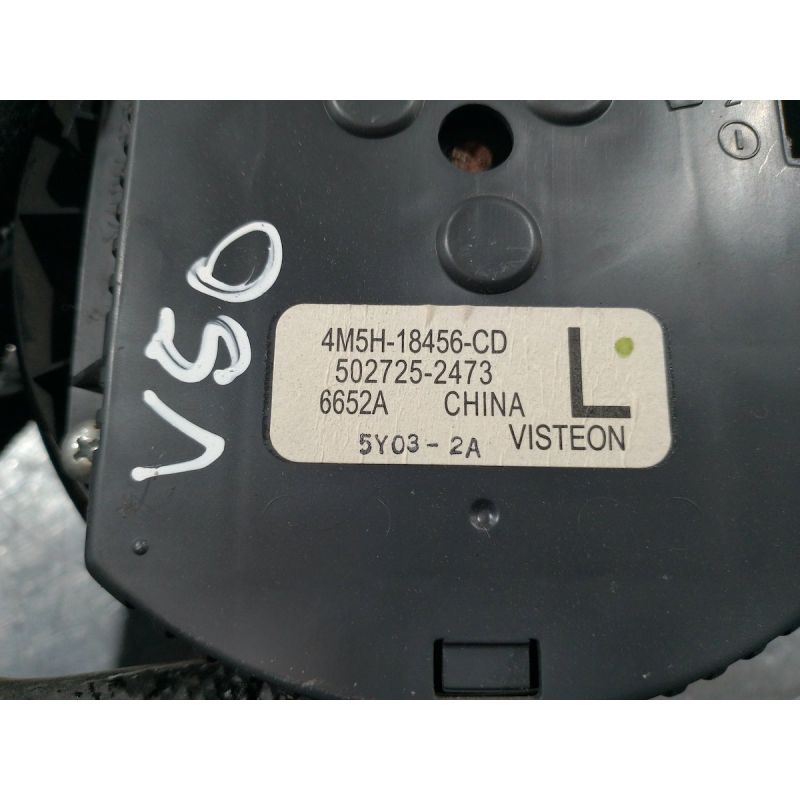 V50
4M5H-18456-CD
502725-2473
6652A CHINA
5Y03-2A VISTEON
L